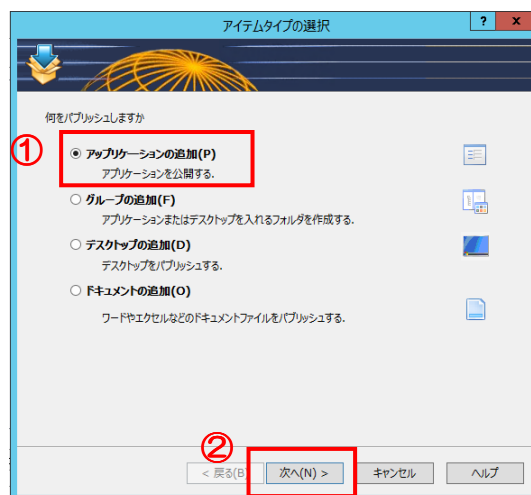 アイテムタイプの選択
? x
何をパブリッシュしますか
①
アップリケーションの追加(P)
アプリケーションを公開する.
グループの追加(F)
アプリケーションまたはデスクトップを入れるフォルダを作成する.
デスクトップの追加(D)
デスクトップをパブリッシュする.
ドキュメントの追加(O)
ワードやエクセルなどのドキュメントファイルをパブリッシュする.
②
< 戻る(B) 次へ(N) > キャンセル ヘルプ